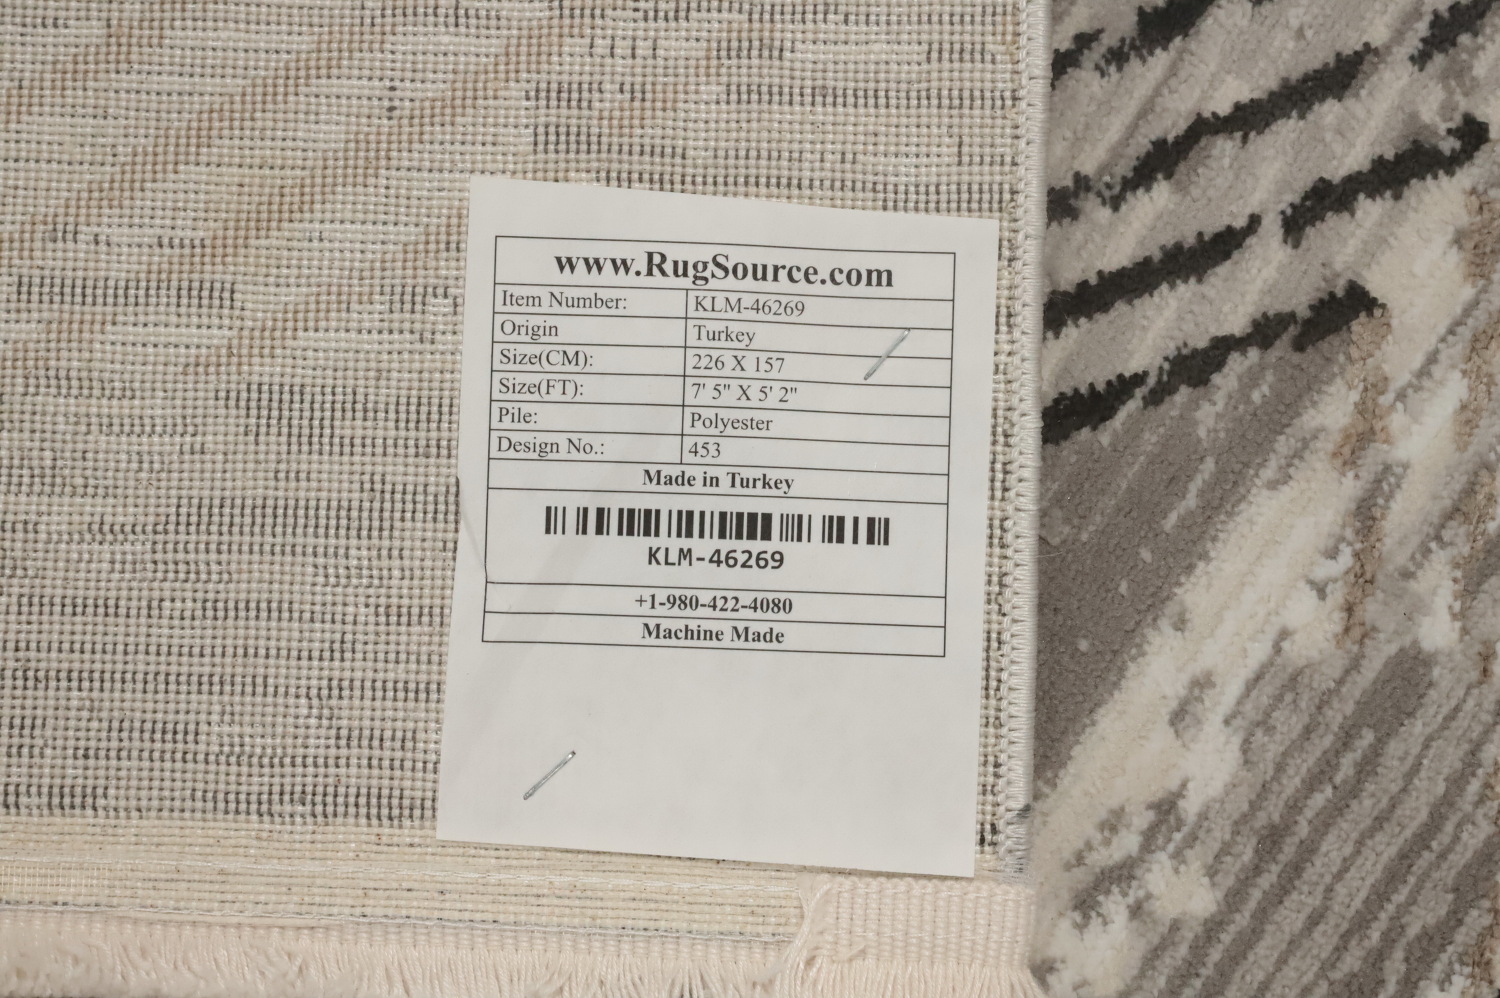 www.RugSource.com
Item Number: KLM-46269
Origin Turkey
Size(CM): 226 X 157
Size(FT): 7' 5" X 5' 2"
Pile: Polyester
Design No.: 453
Made in Turkey
KLM-46269
+1-980-422-4080
Machine Made